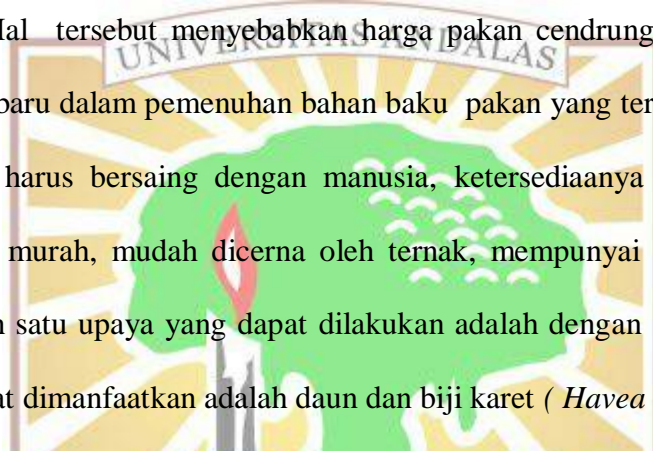 Hal tersebut menyebabkan harga pakan cendrung
UNIVERSITAS ANDALAS
baru dalam pemenuhan bahan baku pakan yang ter
harus bersaing dengan manusia, ketersediaanya
murah, mudah dicerna oleh ternak, mempunyai
satu upaya yang dapat dilakukan adalah dengan
at dimanfaatkan adalah daun dan biji karet ( Havea